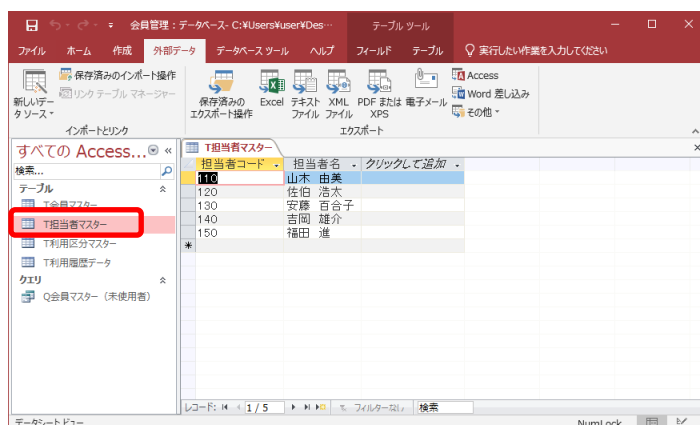 会員管理 : データベース- C:¥Users¥user¥Des… テーブル ツール
ファイル ホーム 作成 外部データ データベース ツール ヘルプ フィールド テーブル 実行したい作業を入力してください
新しいデータ ソース
保存済みのインポート操作
リンク テーブル マネージャー
インポートとリンク
保存済みのエクスポート操作
Excel
テキスト ファイル
XML ファイル
PDF または XPS
電子メール
Access
Word 差し込み
その他
エクスポート
すべての Access...
検索...
テーブル
T会員マスター
T担当者マスター
T利用区分マスター
T利用履歴データ
クエリ
Q会員マスター（未使用者）
T担当者マスター
担当者コード 担当者名 クリックして追加
110 山木 由美
120 佐伯 浩太
130 安藤 百合子
140 吉岡 雄介
150 福田 進
レコード: 1 / 5 フィルターなし 検索
データシート ビュー NumLock